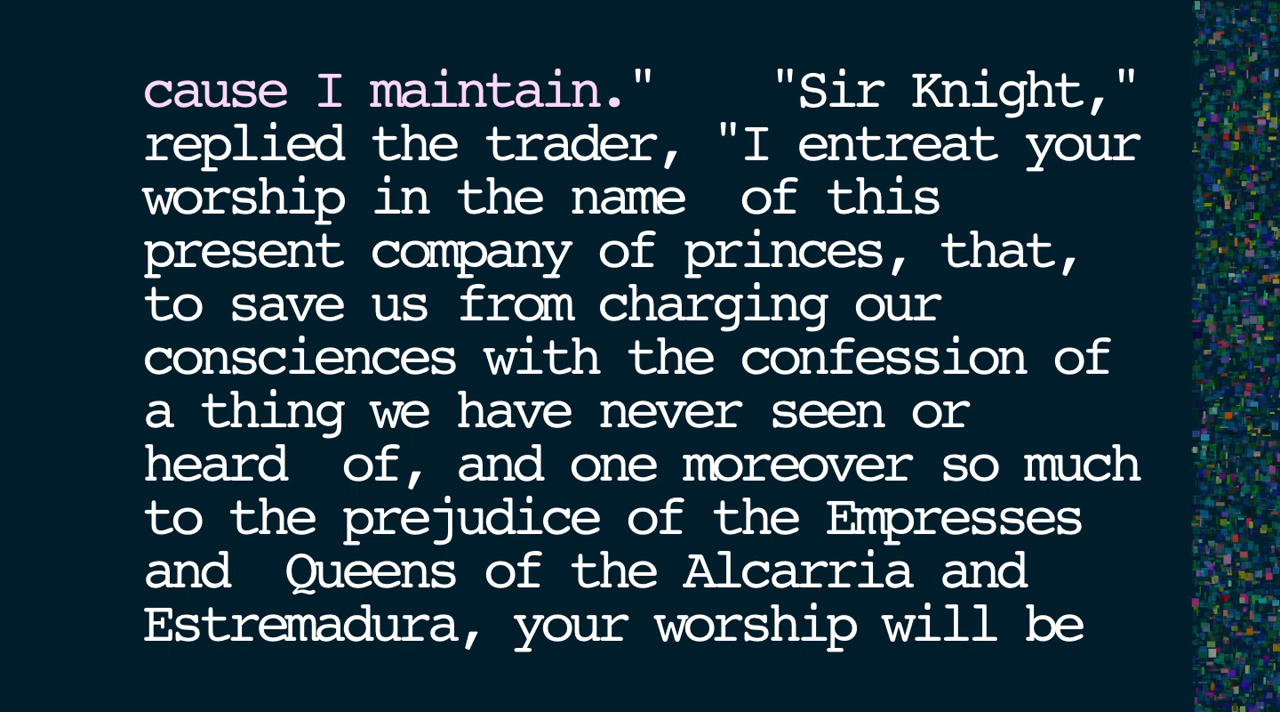 cause I maintain."    "Sir Knight,"
replied the trader, "I entreat your
worship in the name  of this
present company of princes, that,
to save us from charging our
consciences with the confession of
a thing we have never seen or
heard  of, and one moreover so much
to the prejudice of the Empresses
and  Queens of the Alcarria and
Estremadura, your worship will be